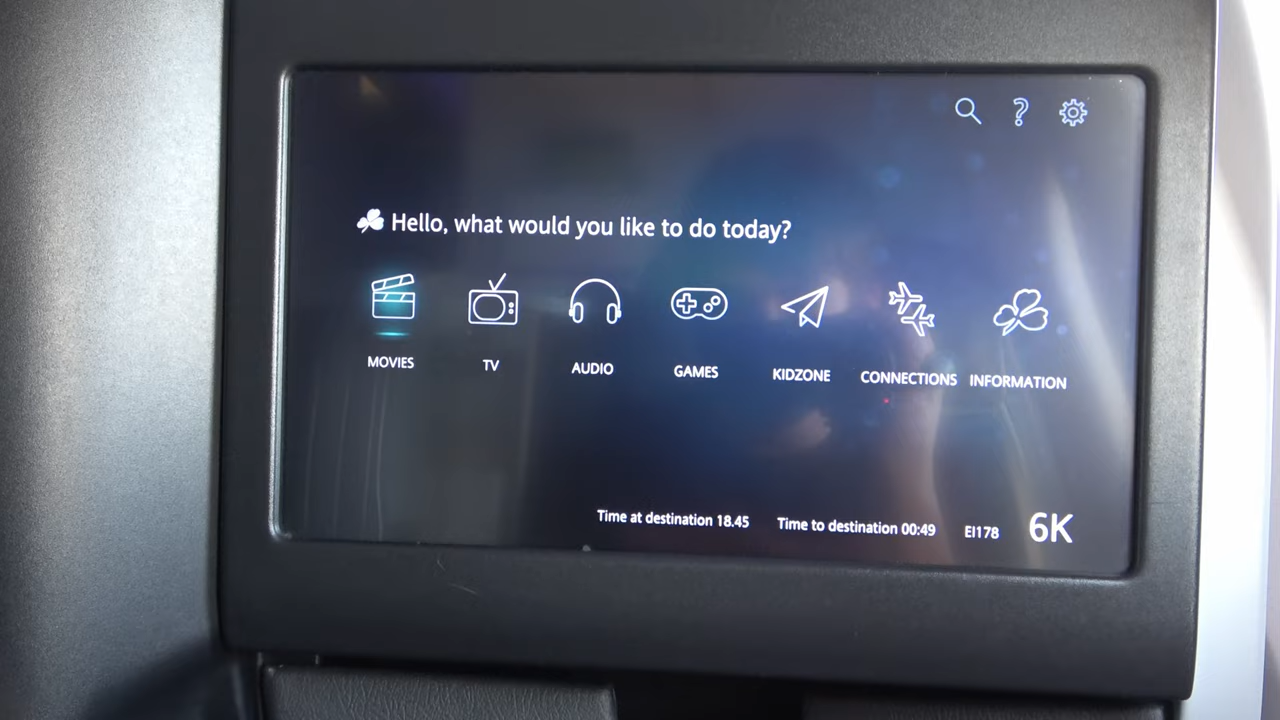 Hello, what would you like to do today?
MOVIES
TV
AUDIO
GAMES
KIDZONE
CONNECTIONS
INFORMATION
Time at destination 18.45
Time to destination 00:49
EI178
6K